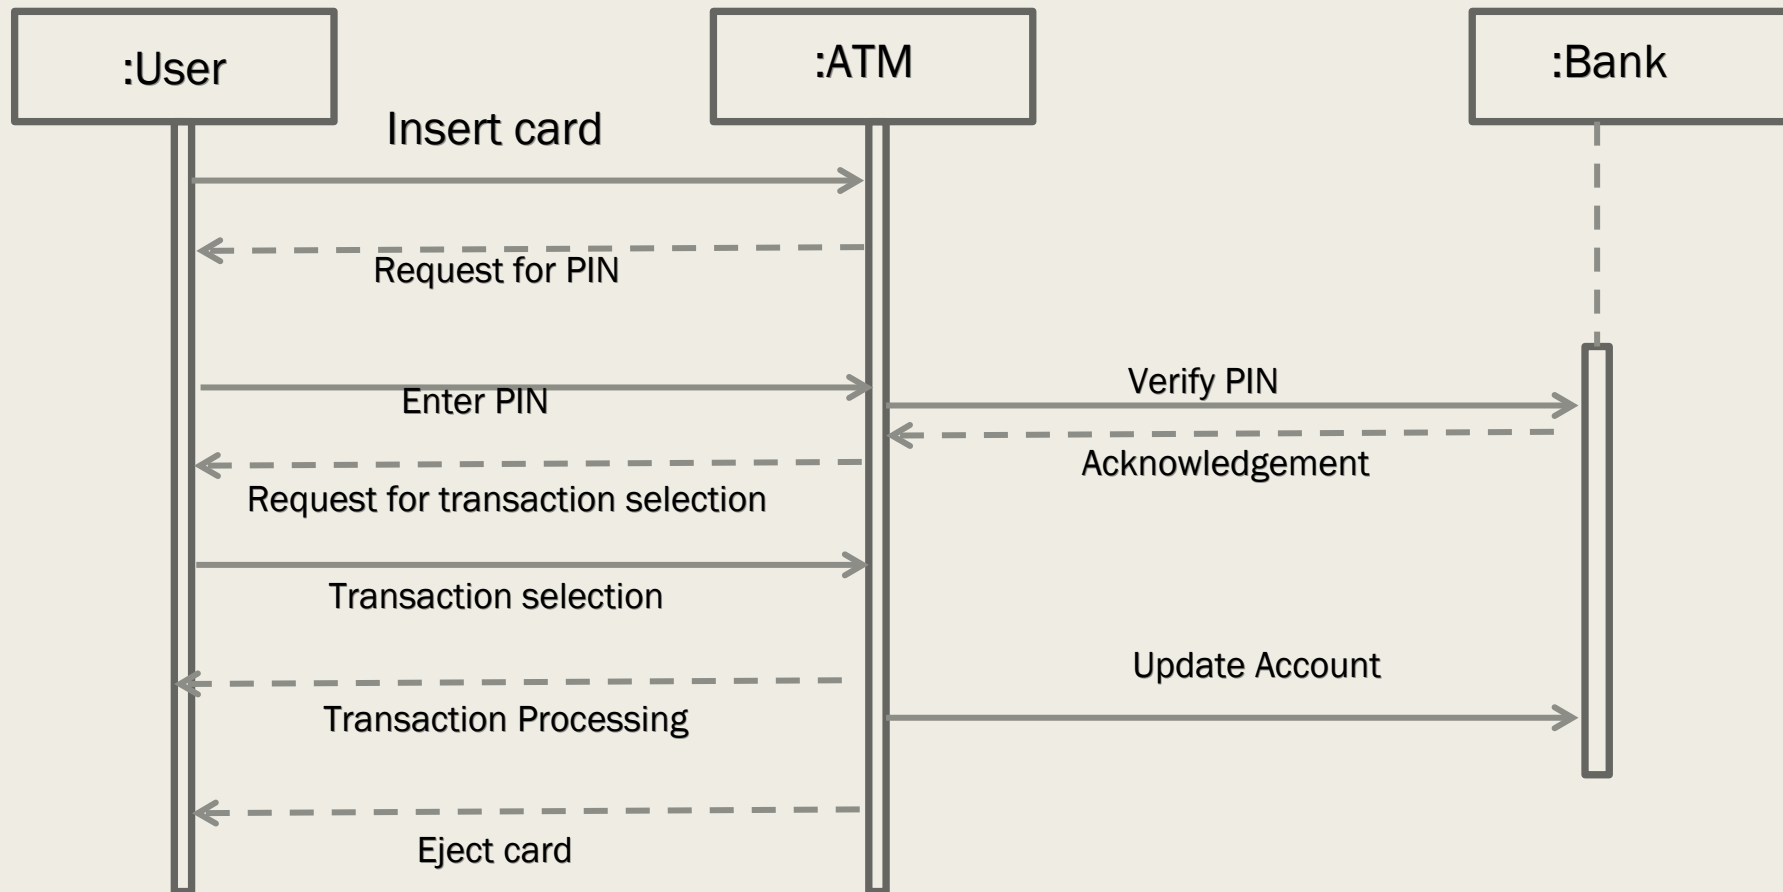 :User
:ATM
:Bank
Insert card
Request for PIN
Enter PIN
Verify PIN
Acknowledgement
Request for transaction selection
Transaction selection
Update Account
Transaction Processing
Eject card